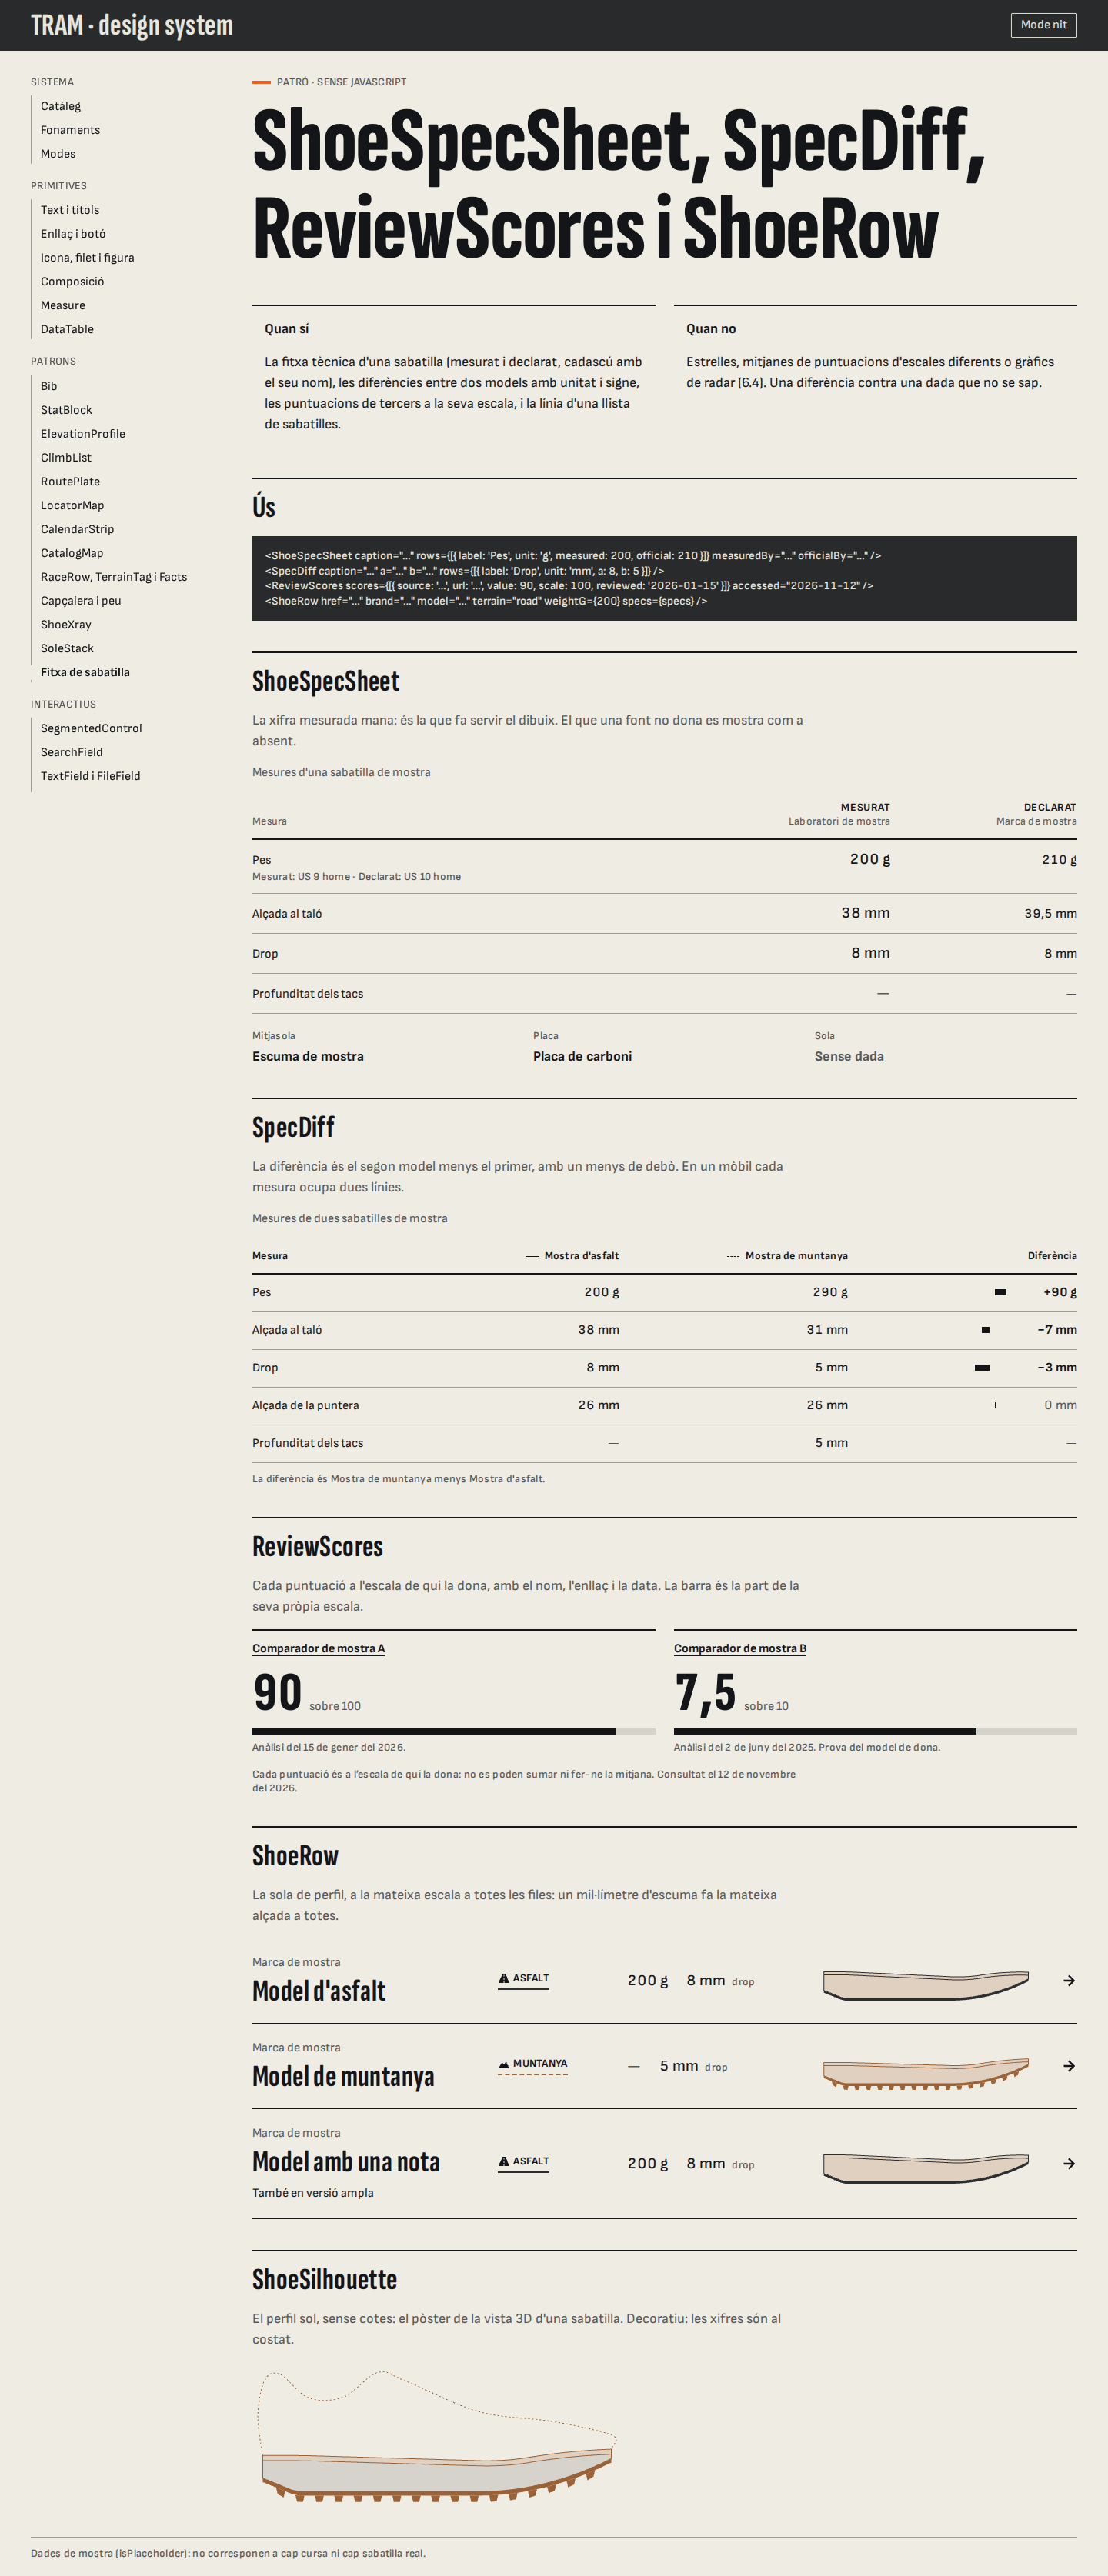 TRAM · design system
Mode nit
SISTEMA
Catàleg
Fonaments
Modes
PRIMITIVES
Text i títols
Enllaç i botó
Icona, filet i figura
Composició
Measure
DataTable
PATRONS
Bib
StatBlock
ElevationProfile
ClimbList
RoutePlate
LocatorMap
CalendarStrip
CatalogMap
RaceRow, TerrainTag i Facts
Capçalera i peu
ShoeXray
SoleStack
Fitxa de sabatilla
INTERACTIUS
SegmentedControl
SearchField
TextField i FileField
PATRÓ · SENSE JAVASCRIPT
ShoeSpecSheet, SpecDiff,
ReviewScores i ShoeRow
Quan sí
La fitxa tècnica d'una sabatilla (mesurat i declarat, cadascú amb
el seu nom), les diferències entre dos models amb unitat i signe,
les puntuacions de tercers a la seva escala, i la línia d'una llista
de sabatilles.
Quan no
Estrelles, mitjanes de puntuacions d'escales diferents o gràfics
de radar (6.4). Una diferència contra una dada que no se sap.
Ús
<ShoeSpecSheet caption="…" rows={[{ label: 'Pes', unit: 'g', measured: 200, official: 210 }]} measuredBy="…" officialBy="…" />
<SpecDiff caption="…" a="…" b="…" rows={[{ label: 'Drop', unit: 'mm', a: 8, b: 5 }]} />
<ReviewScores scores={[{ source: '…', url: '…', value: 90, scale: 100, reviewed: '2026-01-15' }]} accessed="2026-11-12" />
<ShoeRow href="…" brand="…" model="…" terrain="road" weightG={200} specs={specs} />
ShoeSpecSheet
La xifra mesurada mana: és la que fa servir el dibuix. El que una font no dona es mostra com a
absent.
Mesures d'una sabatilla de mostra
Mesura
MESURAT
Laboratori de mostra
DECLARAT
Marca de mostra
Pes
Mesurat: US 9 home · Declarat: US 10 home
200 g
210 g
Alçada al taló
38 mm
39,5 mm
Drop
8 mm
8 mm
Profunditat dels tacs
—
—
Mitjasola
Escuma de mostra
Placa
Placa de carboni
Sola
Sense dada
SpecDiff
La diferència és el segon model menys el primer, amb un menys de debò. En un mòbil cada
mesura ocupa dues línies.
Mesures de dues sabatilles de mostra
Mesura
Mostra d'asfalt
Mostra de muntanya
Diferència
Pes
200 g
290 g
+90 g
Alçada al taló
38 mm
31 mm
−7 mm
Drop
8 mm
5 mm
−3 mm
Alçada de la puntera
26 mm
26 mm
0 mm
Profunditat dels tacs
—
5 mm
—
La diferència és Mostra de muntanya menys Mostra d'asfalt.
ReviewScores
Cada puntuació a l'escala de qui la dona, amb el nom, l'enllaç i la data. La barra és la part de la
seva pròpia escala.
Comparador de mostra A
90 sobre 100
Anàlisi del 15 de gener del 2026.
Comparador de mostra B
7,5 sobre 10
Anàlisi del 2 de juny del 2025. Prova del model de dona.
Cada puntuació és a l'escala de qui la dona: no es poden sumar ni fer-ne la mitjana. Consultat el 12 de novembre
del 2026.
ShoeRow
La sola de perfil, a la mateixa escala a totes les files: un mil·límetre d'escuma fa la mateixa
alçada a totes.
Marca de mostra
Model d'asfalt
ASFALT
200 g 8 mm drop
→
Marca de mostra
Model de muntanya
MUNTANYA
— 5 mm drop
→
Marca de mostra
Model amb una nota
També en versió ampla
ASFALT
200 g 8 mm drop
→
ShoeSilhouette
El perfil sol, sense cotes: el pòster de la vista 3D d'una sabatilla. Decoratiu: les xifres són al
costat.
Dades de mostra (isPlaceholder): no corresponen a cap cursa ni cap sabatilla real.